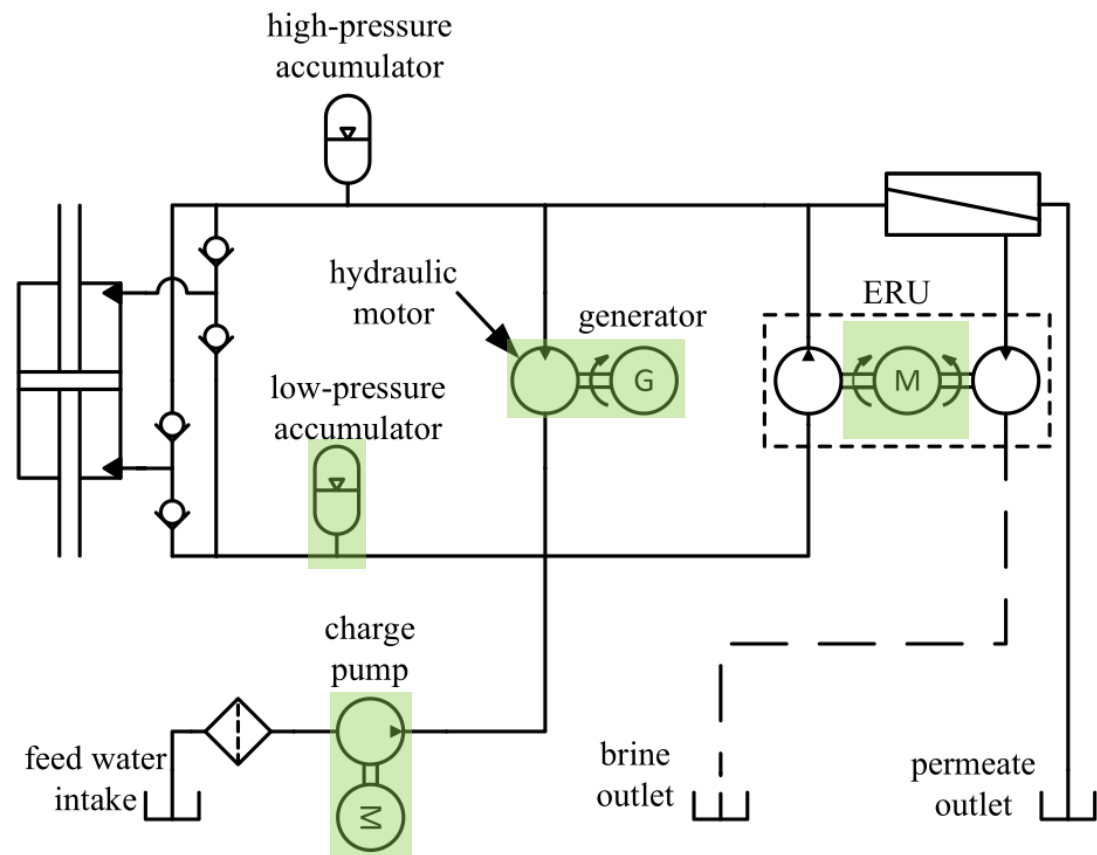 high-pressure
accumulator
hydraulic
motor
generator
ERU
G
M
low-pressure
accumulator
charge
pump
M
feed water
intake
brine
outlet
permeate
outlet